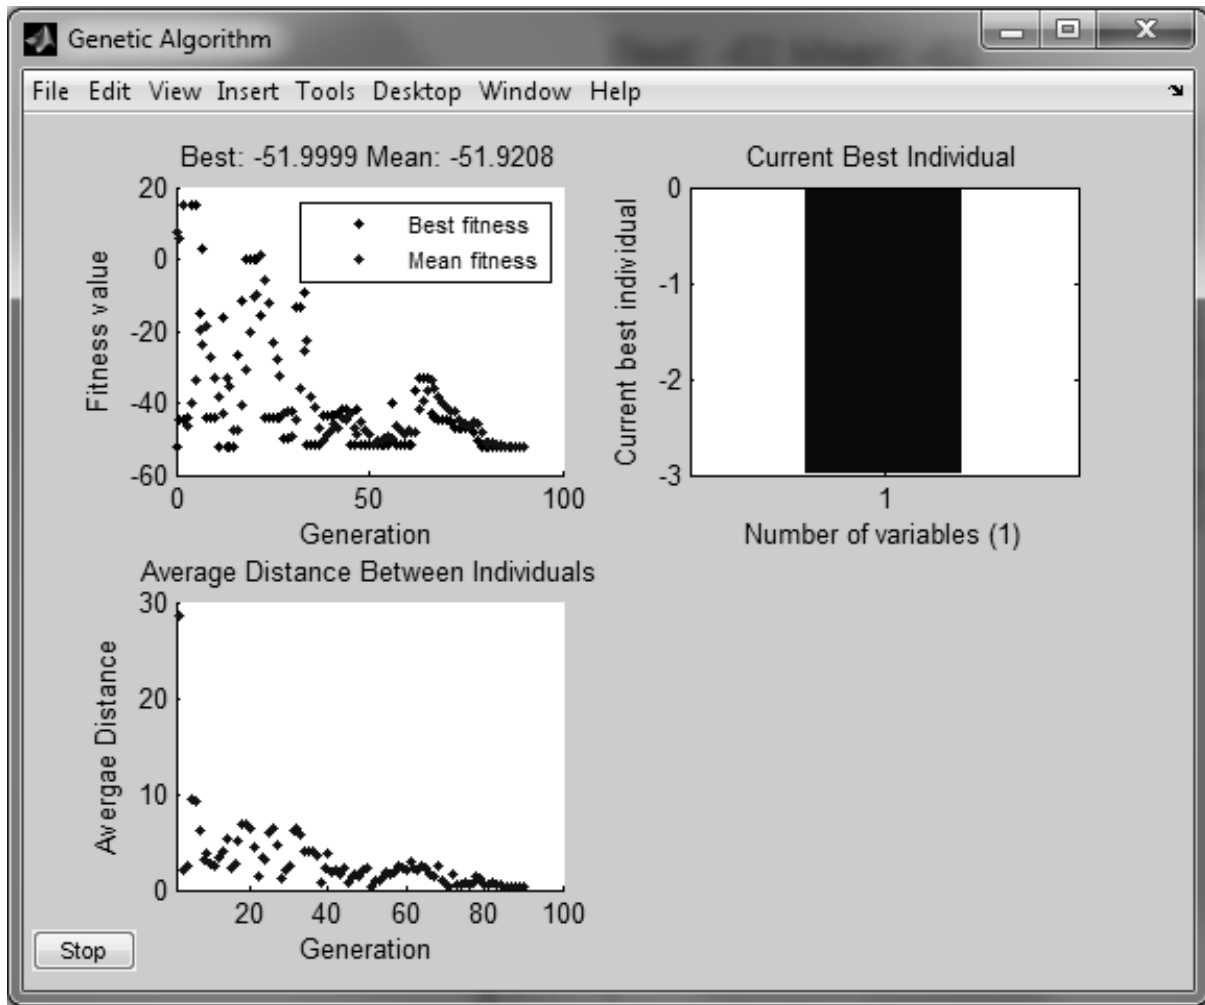 Genetic Algorithm
File Edit View Insert Tools Desktop Window Help
Best: -51.9999 Mean: -51.9208
20
0
-20
-40
-60
Fitness value
Best fitness
Mean fitness
0 50 100
Generation
Current Best Individual
0
-1
-2
-3
Current best individual
1
Number of variables (1)
Average Distance Between Individuals
30
20
10
0
Avergae Distance
20 40 60 80 100
Generation
Stop